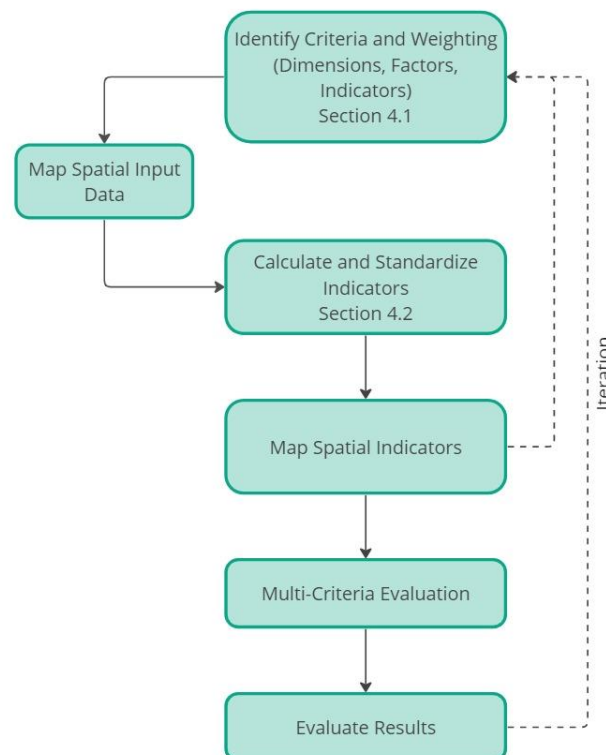 Identify Criteria and Weighting
(Dimensions, Factors,
Indicators)
Section 4.1
Map Spatial Input
Data
Calculate and Standardize
Indicators
Section 4.2
Map Spatial Indicators
Iteration
Multi-Criteria Evaluation
Evaluate Results